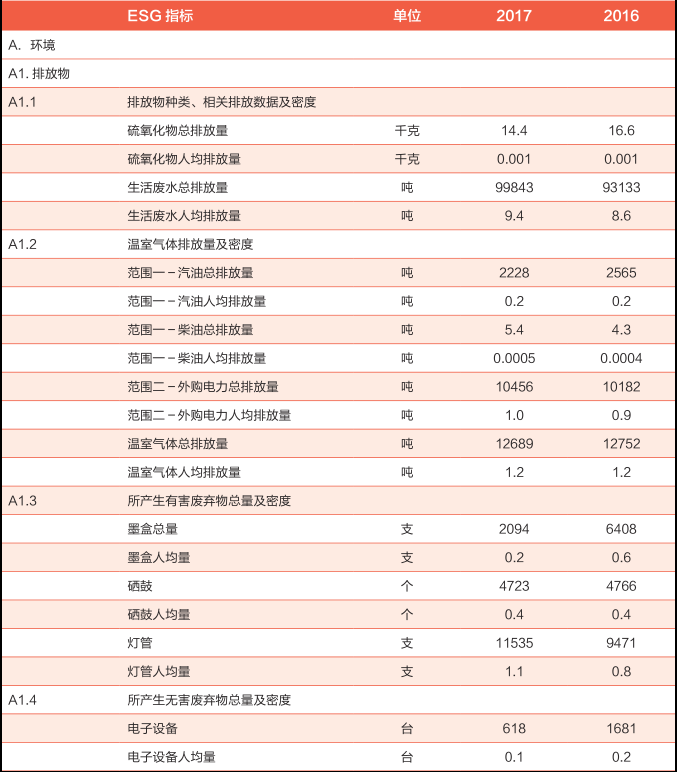 ESG 指标 单位 2017 2016
A. 环境
A1. 排放物
A1.1 排放物种类、相关排放数据及密度
硫氧化物总排放量 千克 14.4 16.6
硫氧化物人均排放量 千克 0.001 0.001
生活废水总排放量 吨 99843 93133
生活废水人均排放量 吨 9.4 8.6
A1.2 温室气体排放量及密度
范围一－汽油总排放量 吨 2228 2565
范围一－汽油人均排放量 吨 0.2 0.2
范围一－柴油总排放量 吨 5.4 4.3
范围一－柴油人均排放量 吨 0.0005 0.0004
范围二－外购电力总排放量 吨 10456 10182
范围二－外购电力人均排放量 吨 1.0 0.9
温室气体总排放量 吨 12689 12752
温室气体人均排放量 吨 1.2 1.2
A1.3 所产生有害废弃物总量及密度
墨盒总量 支 2094 6408
墨盒人均量 支 0.2 0.6
硒鼓 个 4723 4766
硒鼓人均量 个 0.4 0.4
灯管 支 11535 9471
灯管人均量 支 1.1 0.8
A1.4 所产生无害废弃物总量及密度
电子设备 台 618 1681
电子设备人均量 台 0.1 0.2